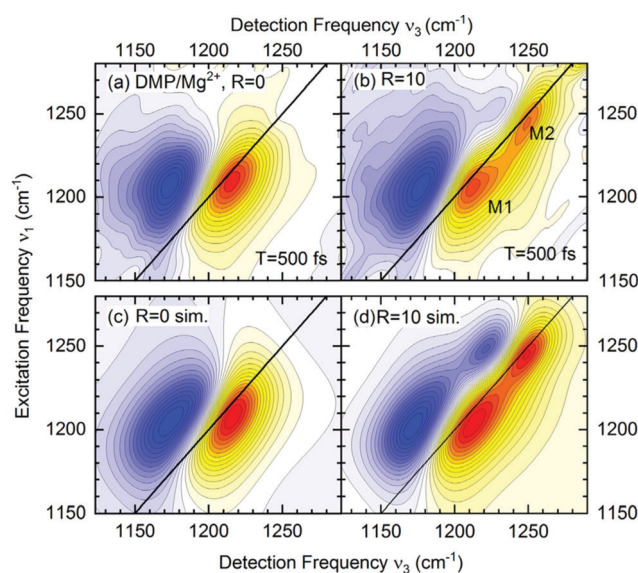 Detection Frequency ν₃ (cm⁻¹)
1150 1200 1250 1150 1200 1250
(a) DMP/Mg²⁺, R=0
(b) R=10
1250 1250
M2
1200 1200
M1
T=500 fs
T=500 fs
1150 1150
Excitation Frequency ν₁ (cm⁻¹)
(c) R=0 sim.
(d)R=10 sim.
1250 1250
1200 1200
1150 1150
1150 1200 1250 1150 1200 1250
Detection Frequency ν₃ (cm⁻¹)